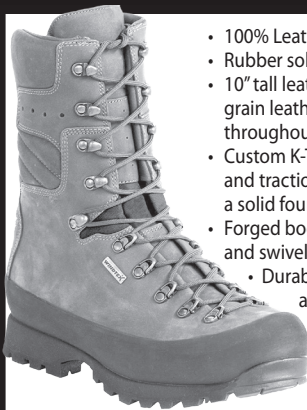 • 100% Leat
• Rubber sol
• 10” tall leat
grain leath
throughou
• Custom K-
and tractio
a solid fou
• Forged bo
and swivel
• Durab
a